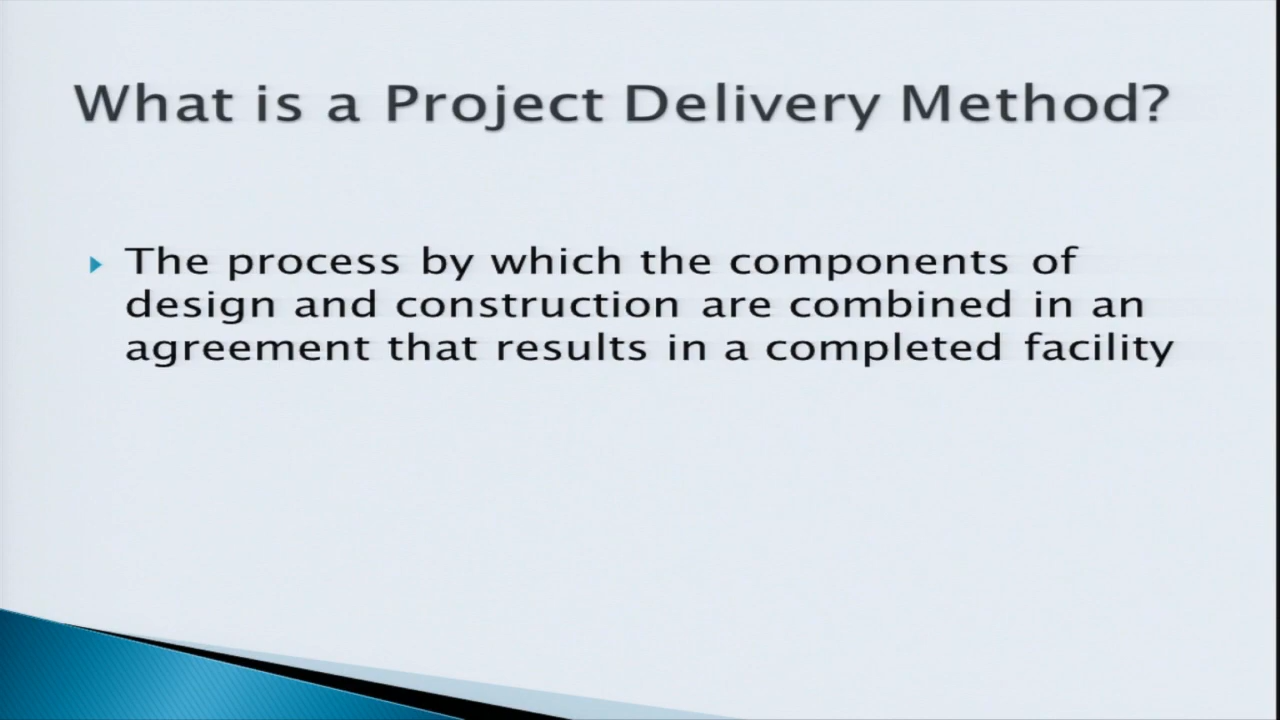 What is a Project Delivery Method?
The process by which the components of
design and construction are combined in an
agreement that results in a completed facility